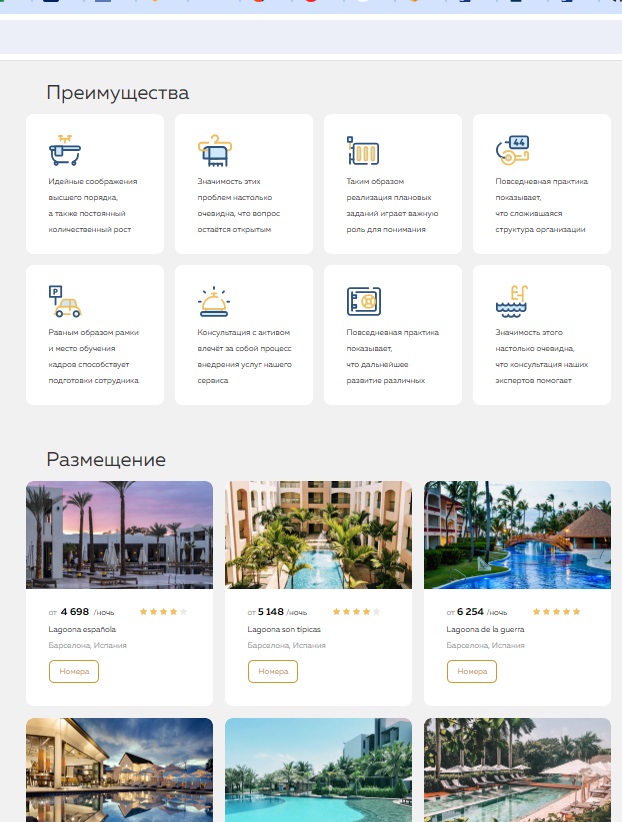 Преимущества
Идейные соображения
высшего порядка,
а также постоянный
количественный рост
Значимость этих
проблем настолько
очевидна, что вопрос
остаётся открытым
Таким образом
реализация плановых
заданий играет важную
роль для понимания
44
Повседневная практика
показывает,
что сложившаяся
структура организации
P
Равным образом рамки
и место обучения
кадров способствует
подготовки сотрудника
Консультация с активом
влечёт за собой процесс
внедрения услуг нашего
сервиса
Повседневная практика
показывает,
что дальнейшее
развитие различных
Значимость этого
настолько очевидна,
что консультация наших
экспертов помогает
Размещение
от 4 698 /ночь
Lagoona española
Барселона, Испания
Номера
от 5 148 /ночь
Lagoona son típicas
Барселона, Испания
Номера
от 6 254 /ночь
Lagoona de la guerra
Барселона, Испания
Номера